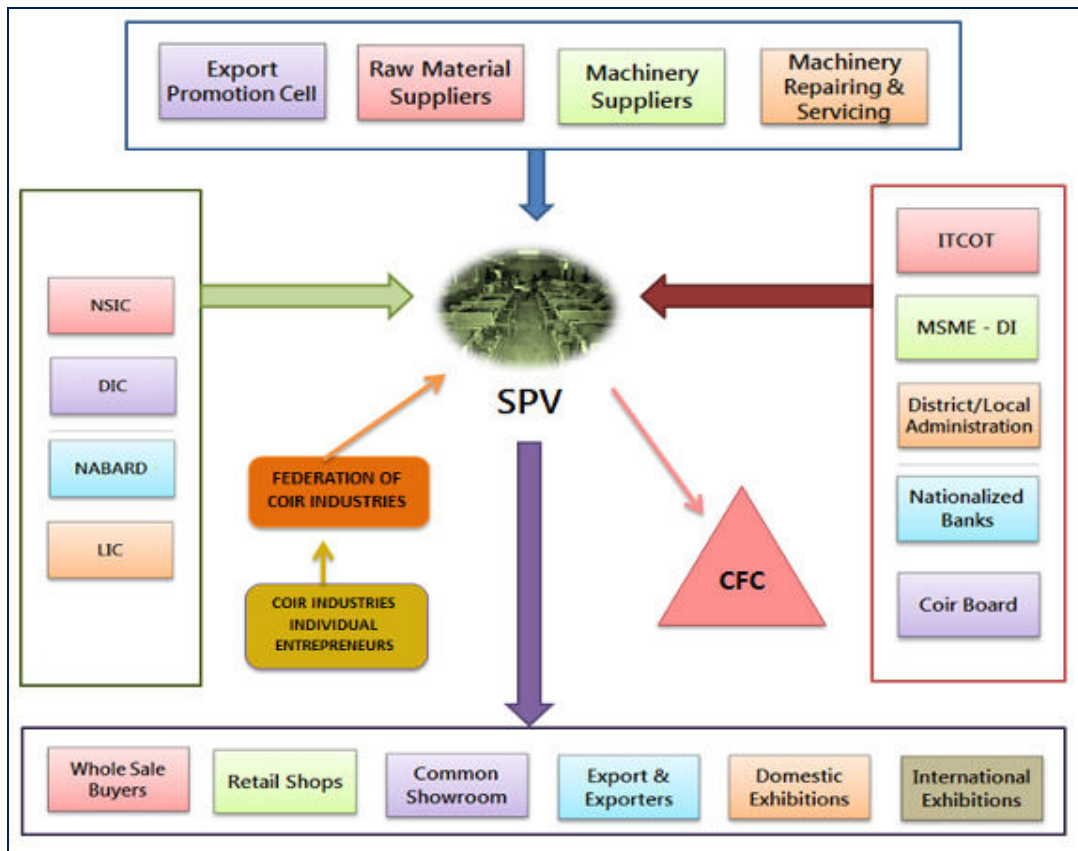 Export
Promotion Cell
Raw Material
Suppliers
Machinery
Suppliers
Machinery
Repairing &
Servicing
NSIC
DIC
NABARD
LIC
SPV
FEDERATION OF
COIR INDUSTRIES
COIR INDUSTRIES
INDIVIDUAL
ENTREPRENEURS
CFC
ITCOT
MSME - DI
District/Local
Administration
Nationalized
Banks
Coir Board
Whole Sale
Buyers
Retail Shops
Common
Showroom
Export &
Exporters
Domestic
Exhibitions
International
Exhibitions